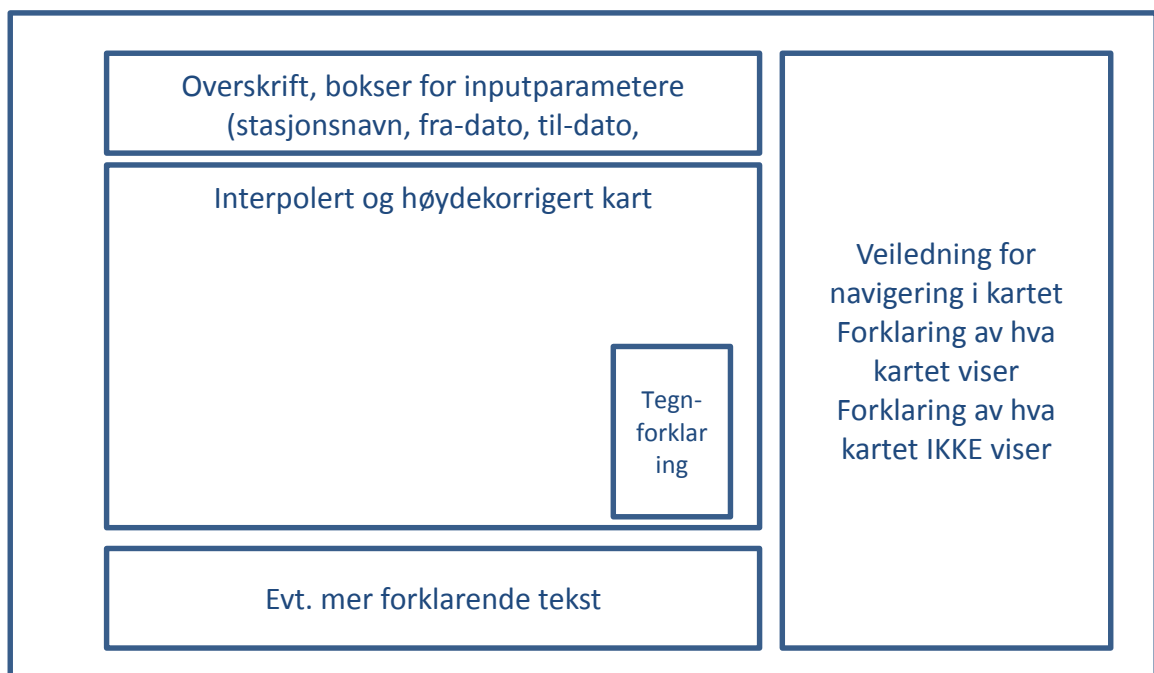 Overskrift, bokser for inputparametere
(stasjonsnavn, fra-dato, til-dato,
Interpolert og høydekorrigert kart
Tegn-
forklar
ing
Evt. mer forklarende tekst
Veiledning for
navigering i kartet
Forklaring av hva
kartet viser
Forklaring av hva
kartet IKKE viser